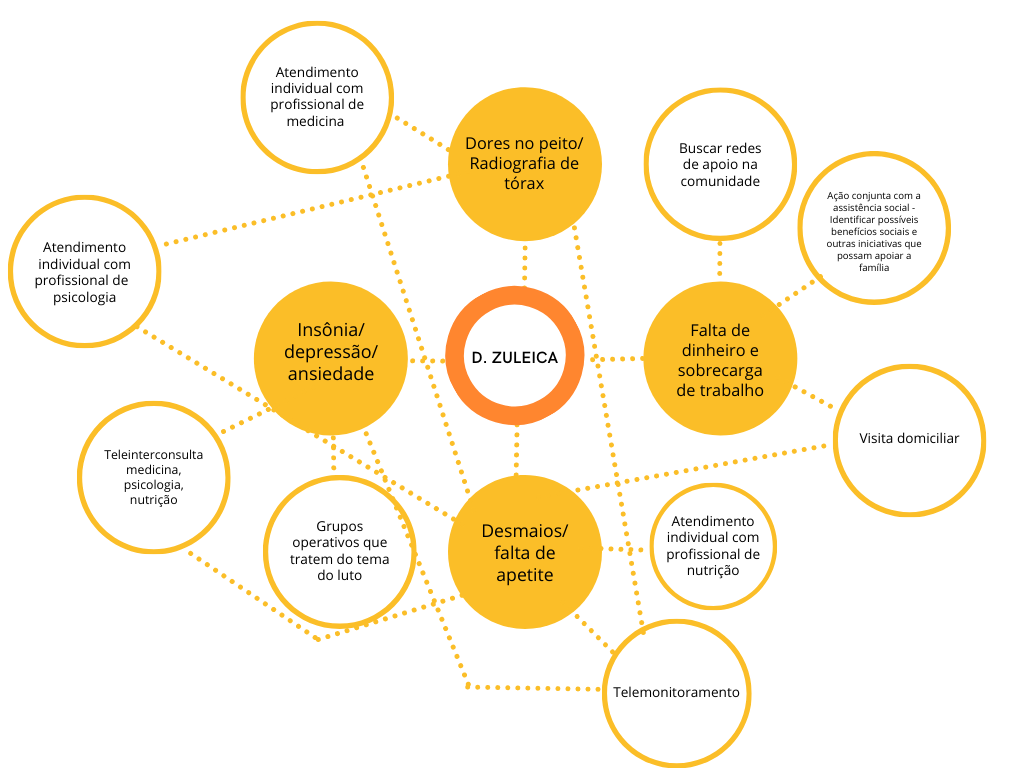 Atendimento
individual com
profissional de
medicina
Dores no peito/
Radiografia de
tórax
Buscar redes
de apoio na
comunidade
Ação conjunta com a
assistência social -
Identificar possíveis
benefícios sociais e
outras iniciativas que
possam apoiar a
família
Atendimento
individual com
profissional de
psicologia
Insônia/
depressão/
ansiedade
D. ZULEICA
Falta de
dinheiro e
sobrecarga
de trabalho
Visita domiciliar
Teleinterconsulta
medicina,
psicologia,
nutrição
Grupos
operativos que
tratem do tema
do luto
Desmaios/
falta de
apetite
Atendimento
individual com
profissional de
nutrição
Telemonitoramento